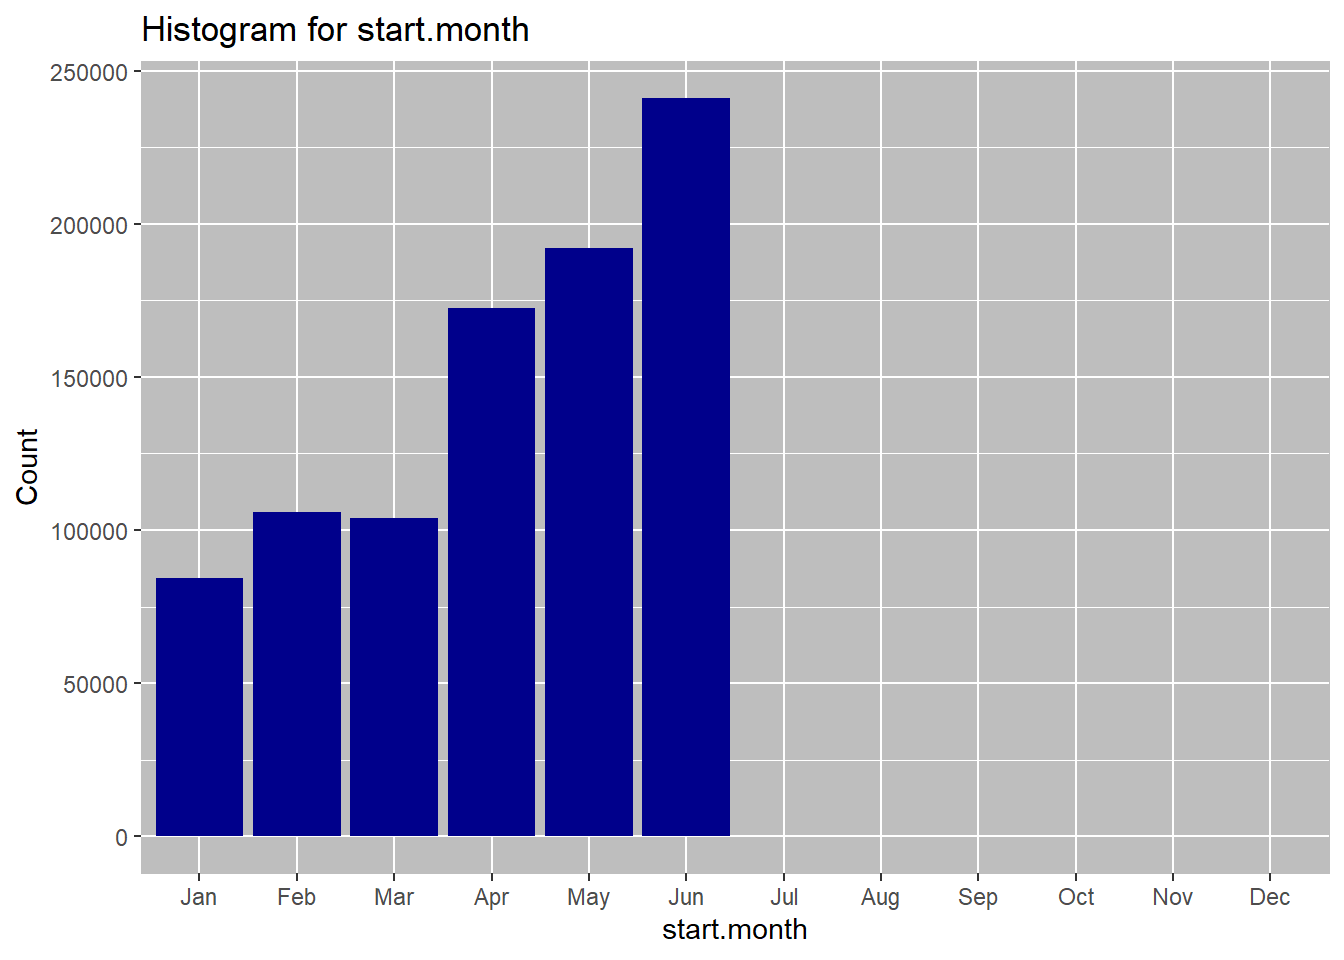 Histogram for start.month
250000
200000
150000
100000
50000
0
Count
Jan Feb Mar Apr May Jun Jul Aug Sep Oct Nov Dec
start.month